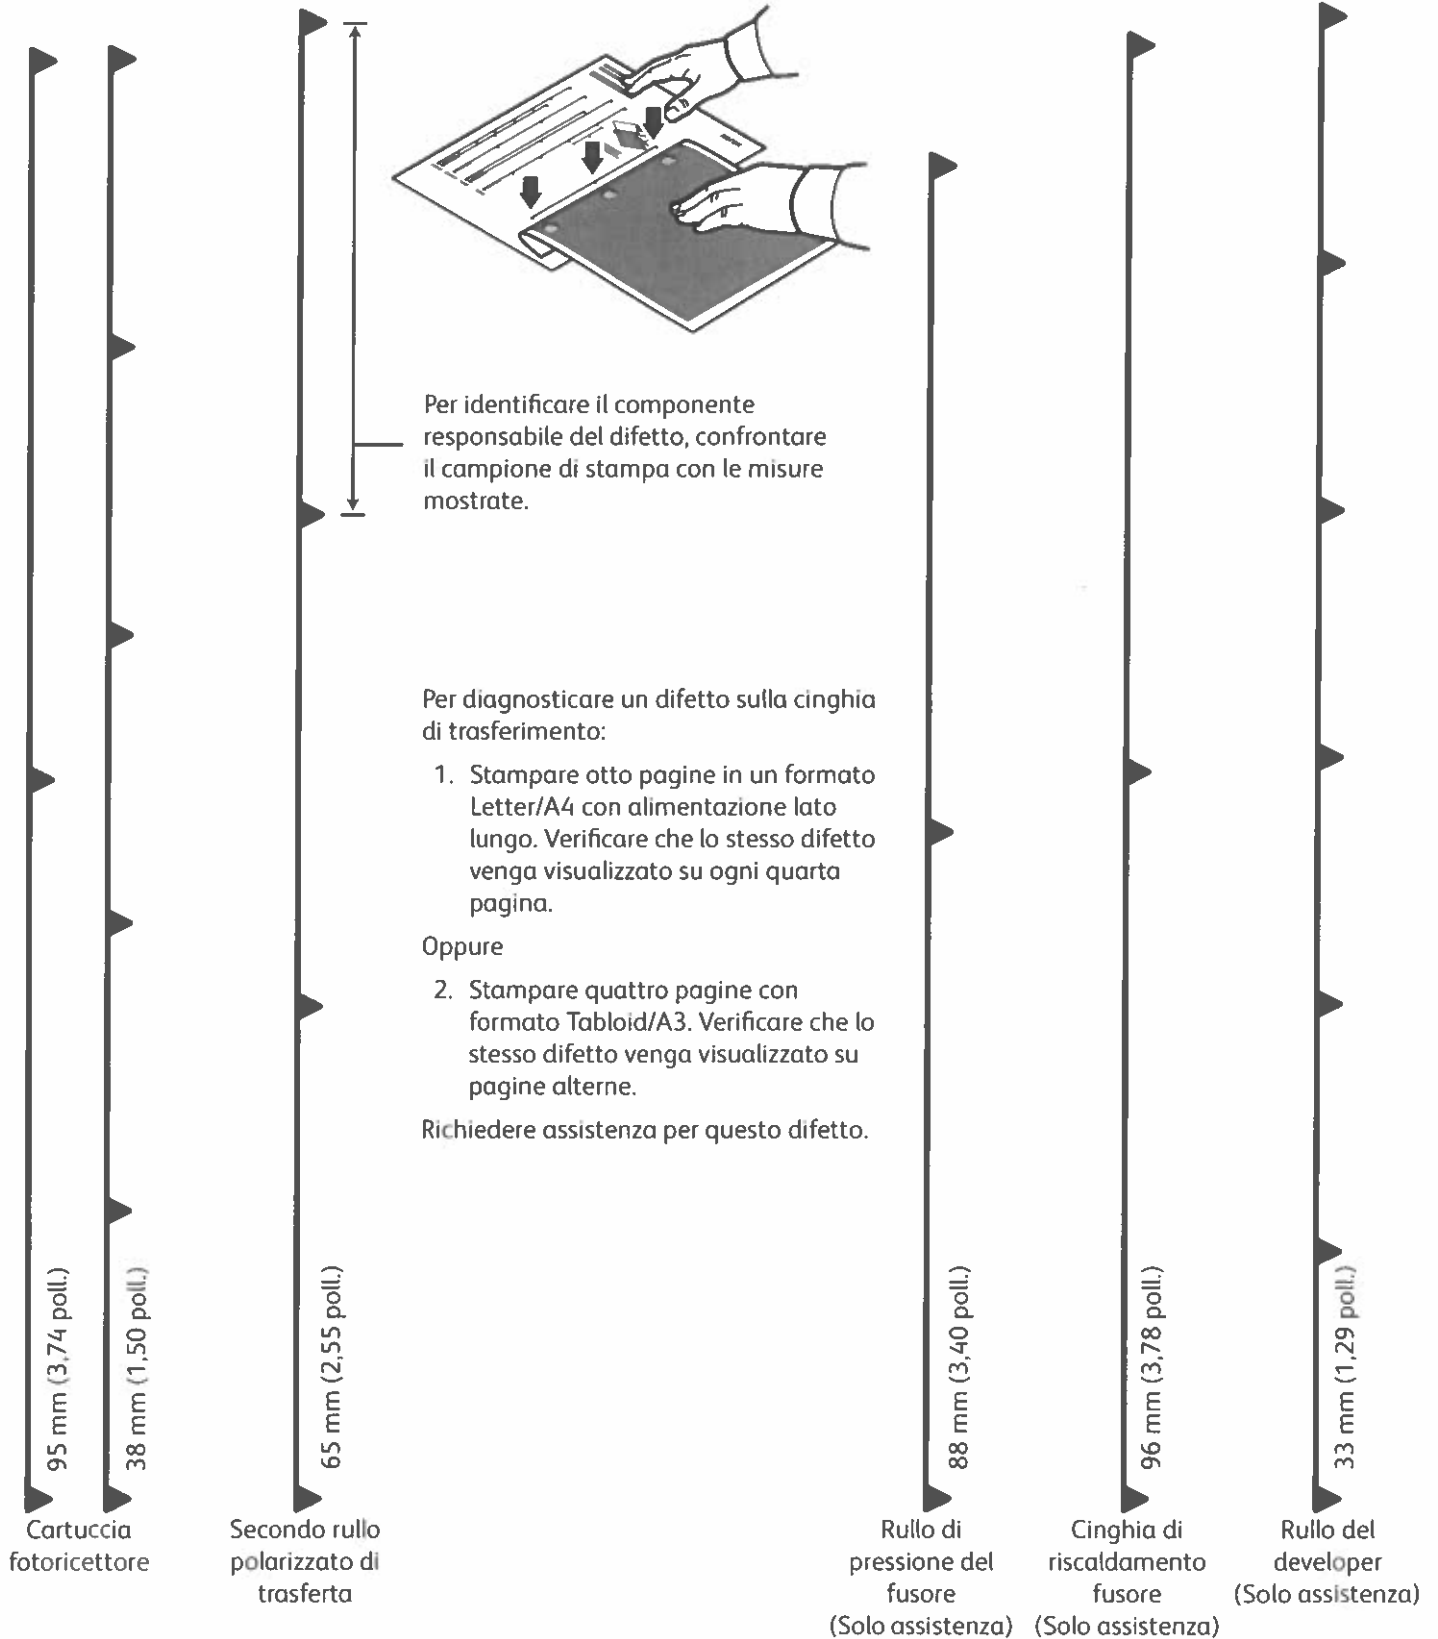 Per identificare il componente
responsabile del difetto, confrontare
il campione di stampa con le misure
mostrate.
Per diagnosticare un difetto sulla cinghia
di trasferimento:
1. Stampare otto pagine in un formato
Letter/A4 con alimentazione lato
lungo. Verificare che lo stesso difetto
venga visualizzato su ogni quarta
pagina.
Oppure
2. Stampare quattro pagine con
formato Tabloid/A3. Verificare che lo
stesso difetto venga visualizzato su
pagine alterne.
Richiedere assistenza per questo difetto.
95 mm (3,74 poll.)
38 mm (1,50 poll.)
65 mm (2,55 poll.)
88 mm (3,40 poll.)
96 mm (3,78 poll.)
33 mm (1,29 poll.)
Cartuccia
fotoricettore
Secondo rullo
polarizzato di
trasferta
Rullo di
pressione del
fusore
(Solo assistenza)
Cinghia di
riscaldamento
fusore
(Solo assistenza)
Rullo del
developer
(Solo assistenza)